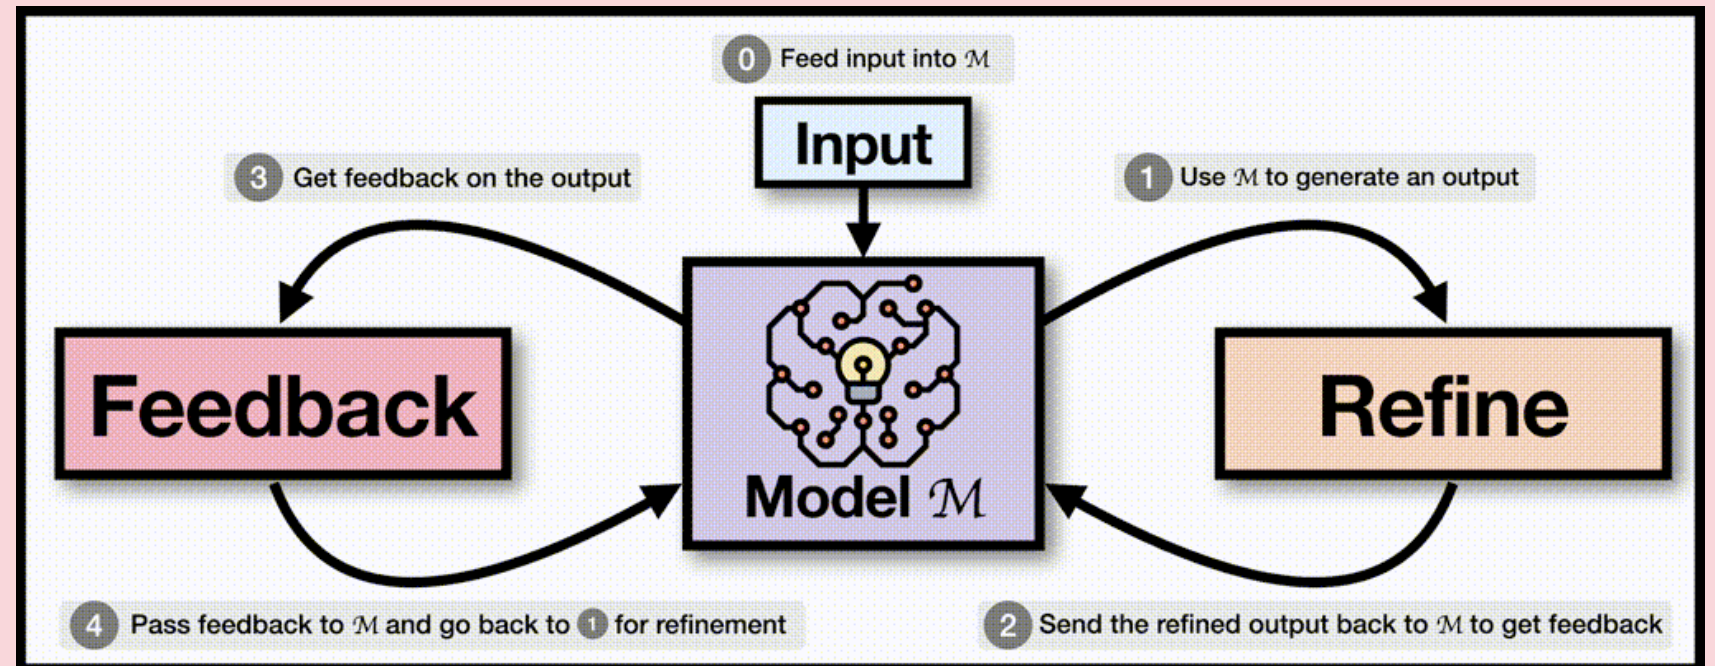 0 Feed input into ℳ
Input
3 Get feedback on the output
1 Use ℳ to generate an output
Feedback
Model ℳ
Refine
4 Pass feedback to ℳ and go back to 1 for refinement
2 Send the refined output back to ℳ to get feedback